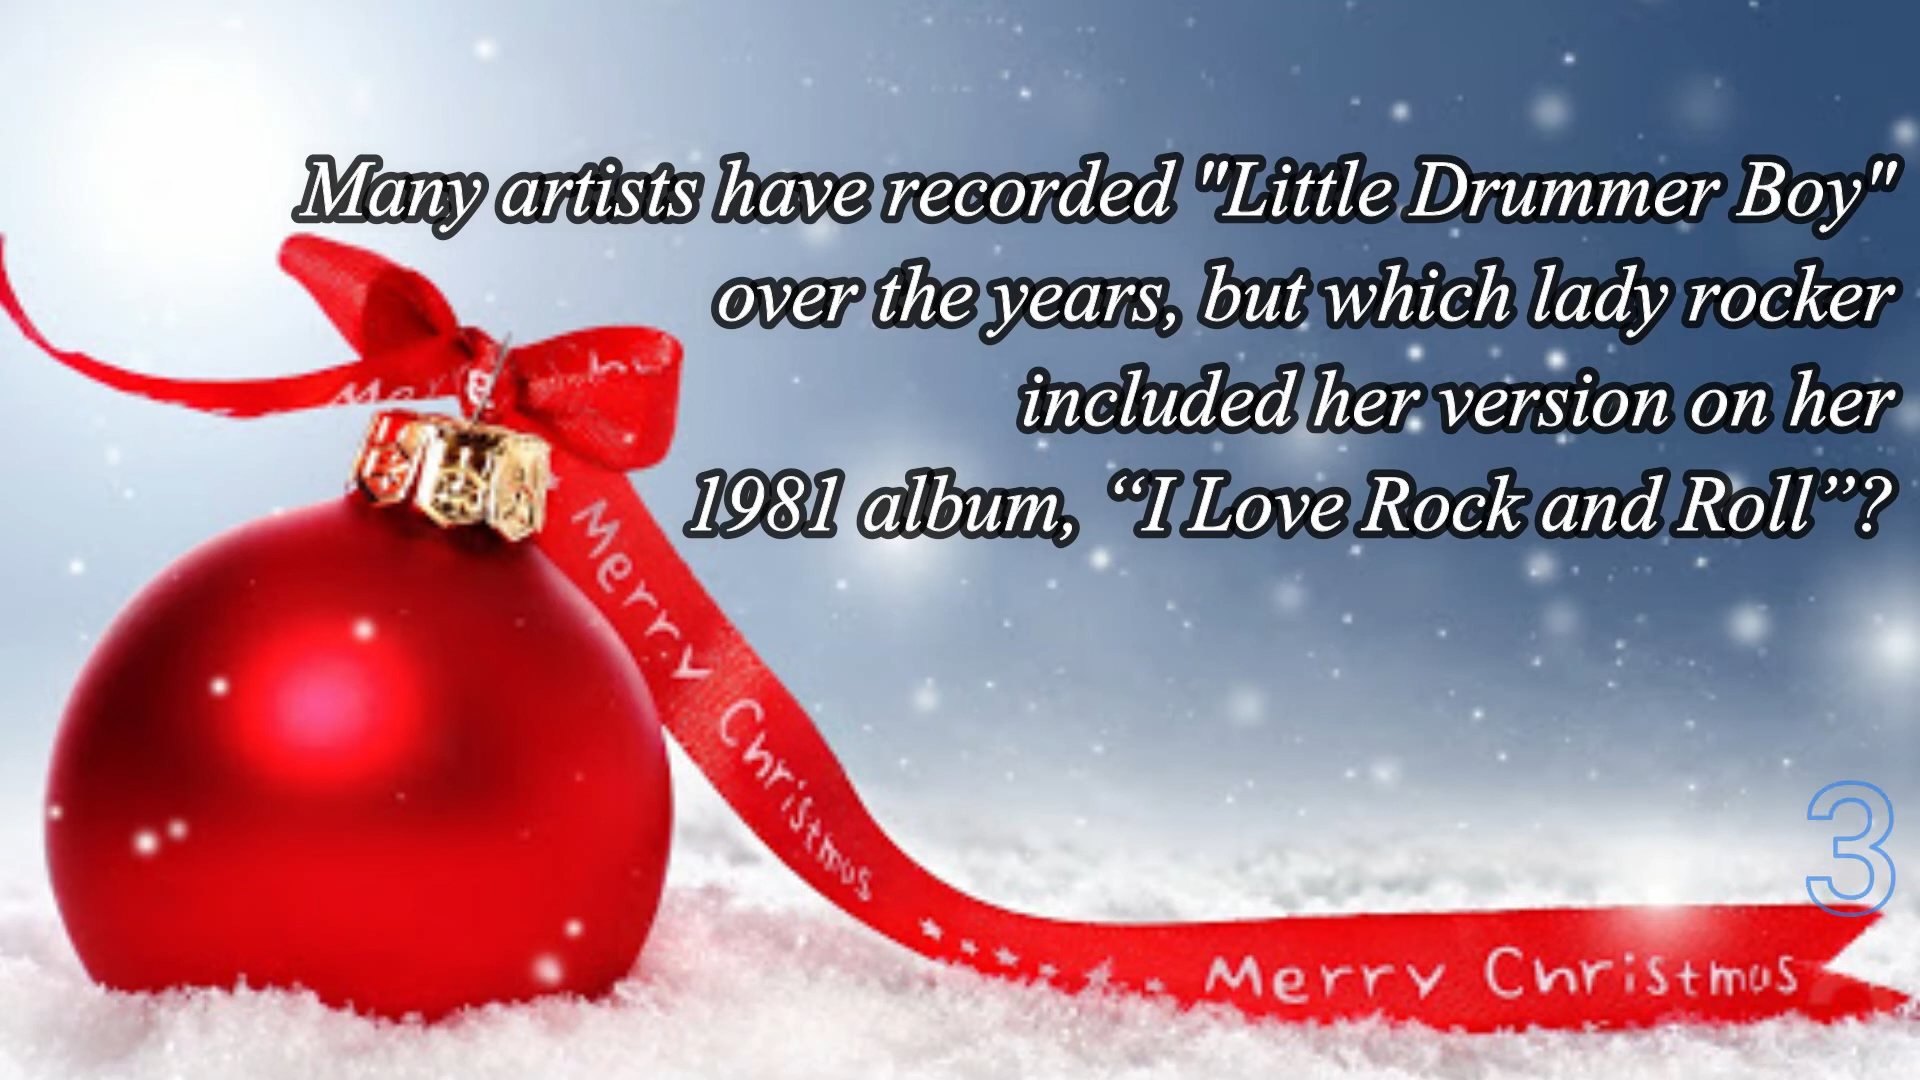 Many artists have recorded "Little Drummer Boy"
over the years, but which lady rocker
included her version on her
1981 album, “I Love Rock and Roll”?
Merry Christmas
3
Merry Christmas